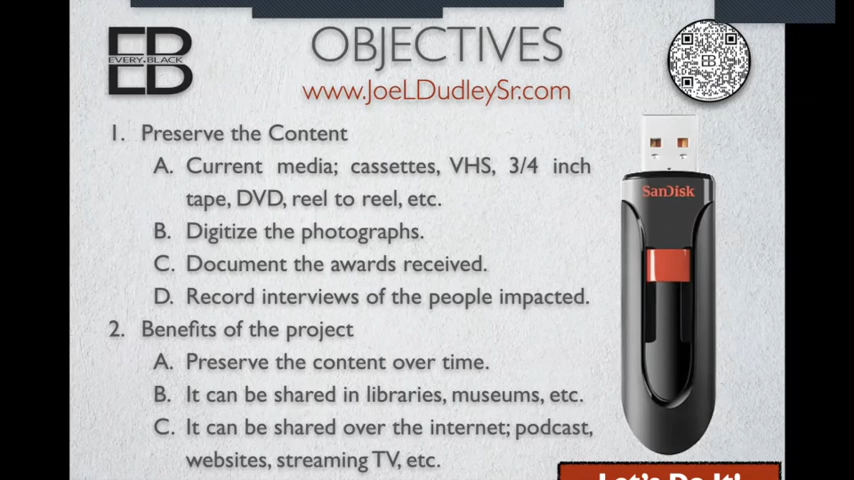 EVERY.BLACK
OBJECTIVES
www.JoeLDudleySr.com
EB
1. Preserve the Content
A. Current media; cassettes, VHS, 3/4 inch
tape, DVD, reel to reel, etc.
B. Digitize the photographs.
C. Document the awards received.
D. Record interviews of the people impacted.
2. Benefits of the project
A. Preserve the content over time.
B. It can be shared in libraries, museums, etc.
C. It can be shared over the internet; podcast,
websites, streaming TV, etc.
SanDisk
Let's Do It!